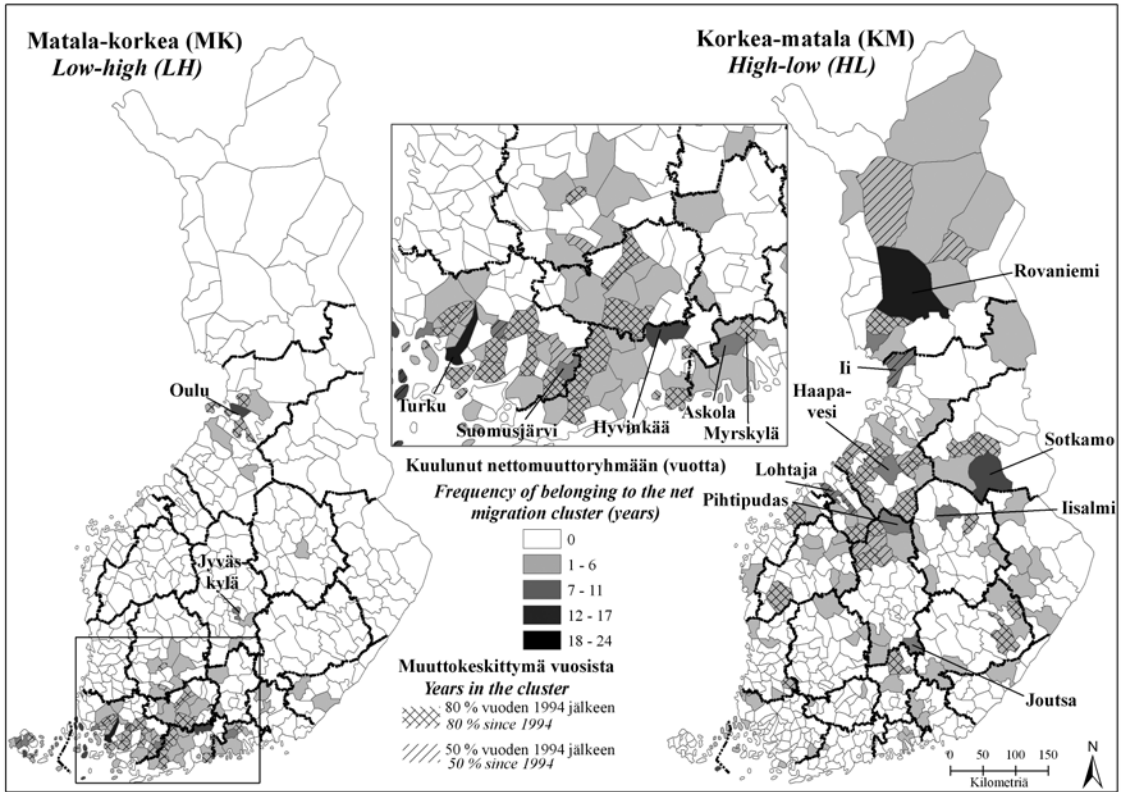 Matala-korkea (MK)
Low-high (LH)
Korkea-matala (KM)
High-low (HL)
Oulu
Jyväs-
kylä
Turku
Suomusjärvi
Hyvinkää
Askola
Myrskylä
Kuulunut nettomuuttoryhmään (vuotta)
Frequency of belonging to the net
migration cluster (years)
0
1 - 6
7 - 11
12 - 17
18 - 24
Muuttokeskittymä vuosista
Years in the cluster
80 % vuoden 1994 jälkeen
80 % since 1994
50 % vuoden 1994 jälkeen
50 % since 1994
Rovaniemi
Ii
Haapa-
vesi
Sotkamo
Lohtaja
Pihtipudas
Iisalmi
Joutsa
0 50 100 150
Kilometriä
N